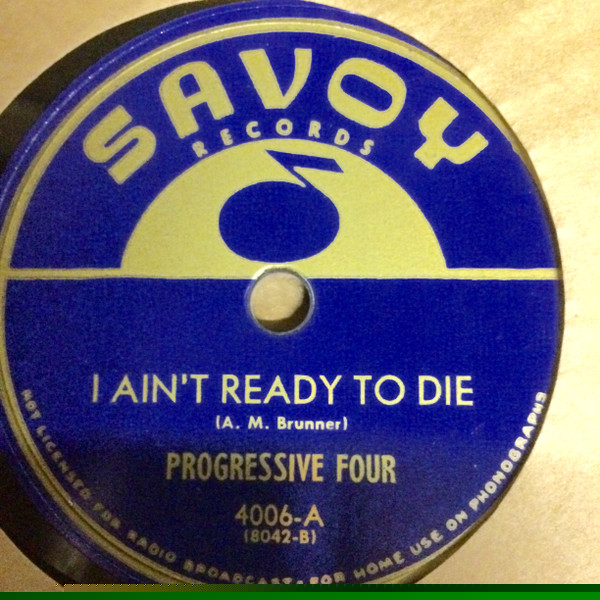 SAVOY
RECORDS
I AIN'T READY TO DIE
(A. M. Brunner)
PROGRESSIVE FOUR
4006-A
(8042-B)
NOT LICENSED FOR RADIO BROADCAST · FOR HOME USE ON PHONOGRAPHS